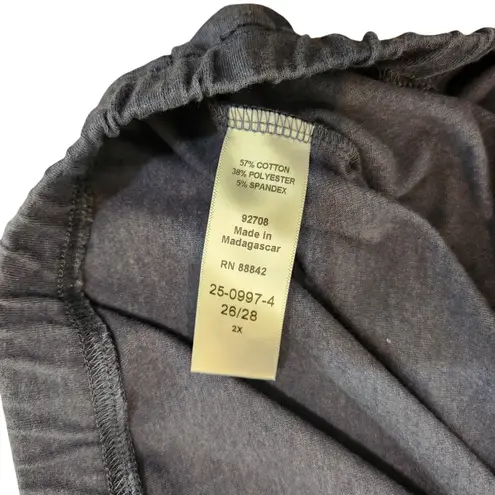 57% COTTON
38% POLYESTER
5% SPANDEX
92708
Made in
Madagascar
RN 88842
25-0997-4
26/28
2X